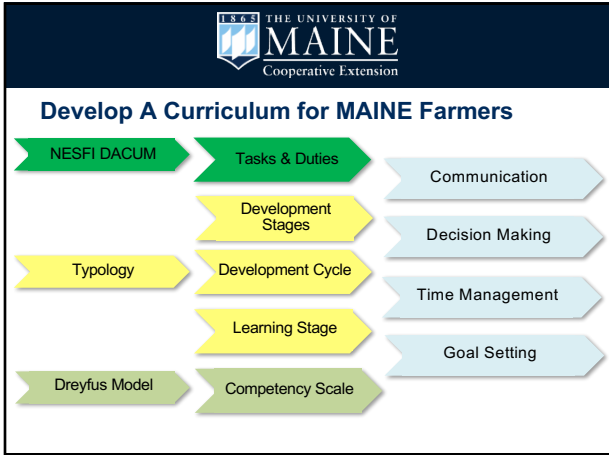 1865 THE UNIVERSITY OF
MAINE
Cooperative Extension
Develop A Curriculum for MAINE Farmers
NESFI DACUM
Tasks & Duties
Communication
Development
Stages
Decision Making
Typology
Development Cycle
Time Management
Learning Stage
Goal Setting
Dreyfus Model
Competency Scale